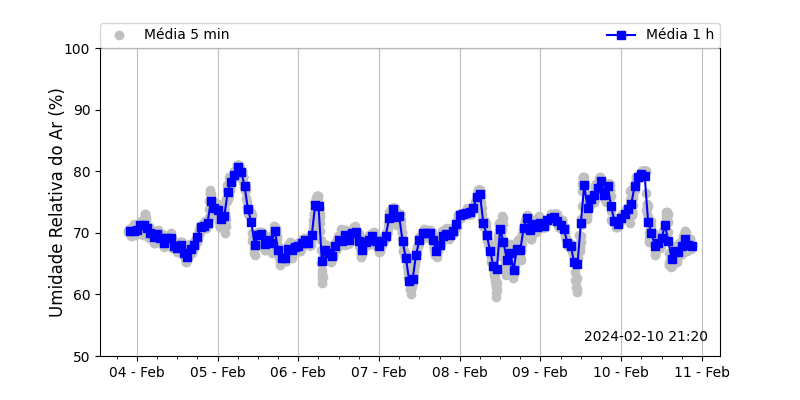 Média 5 min
Média 1 h
Umidade Relativa do Ar (%)
100
90
80
70
60
50
2024-02-10 21:20
04 - Feb
05 - Feb
06 - Feb
07 - Feb
08 - Feb
09 - Feb
10 - Feb
11 - Feb